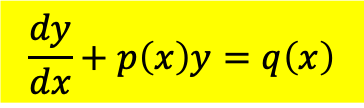 dy/dx + p(x)y = q(x)